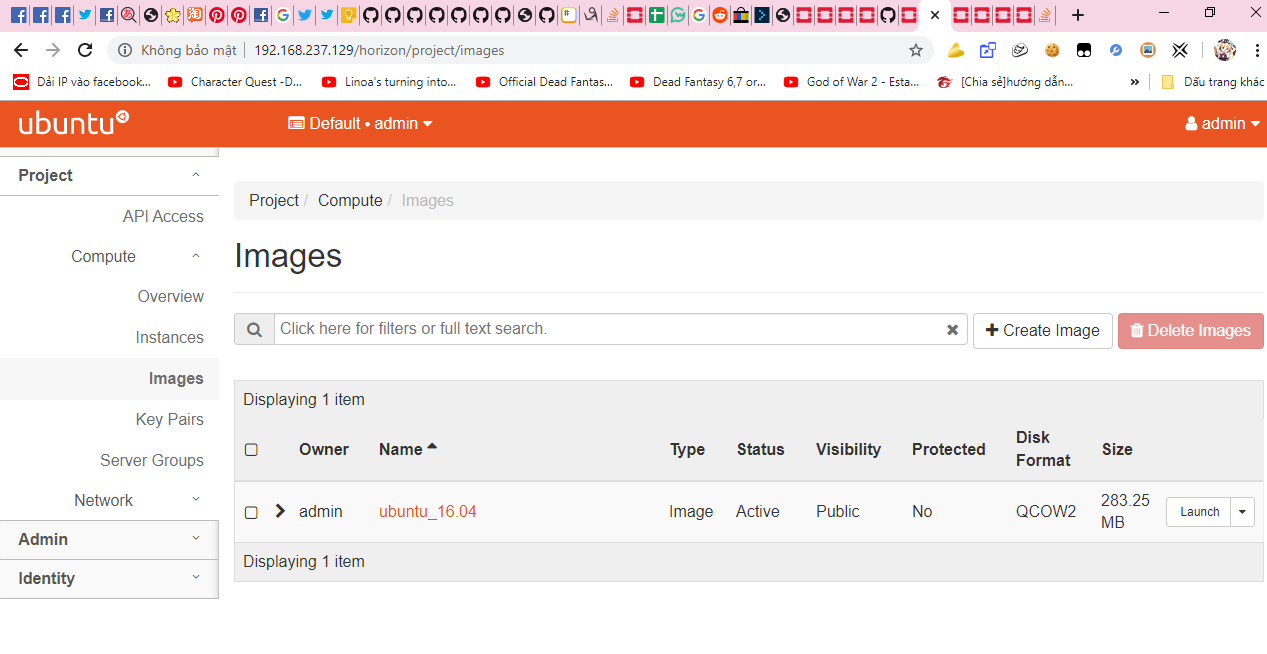 Không bảo mật 192.168.237.129/horizon/project/images
Dải IP vào facebook... Character Quest -D... Linoa's turning into... Official Dead Fantas... Dead Fantasy 6,7 or... God of War 2 - Esta... [Chia sẻ]hướng dẫn... » Dấu trang khác
ubuntu Default • admin admin
Project
API Access
Compute
Overview
Instances
Images
Key Pairs
Server Groups
Network
Admin
Identity
Project / Compute / Images
Images
Click here for filters or full text search. Create Image Delete Images
Displaying 1 item
Owner Name Type Status Visibility Protected Disk Format Size
admin ubuntu_16.04 Image Active Public No QCOW2 283.25 MB Launch
Displaying 1 item